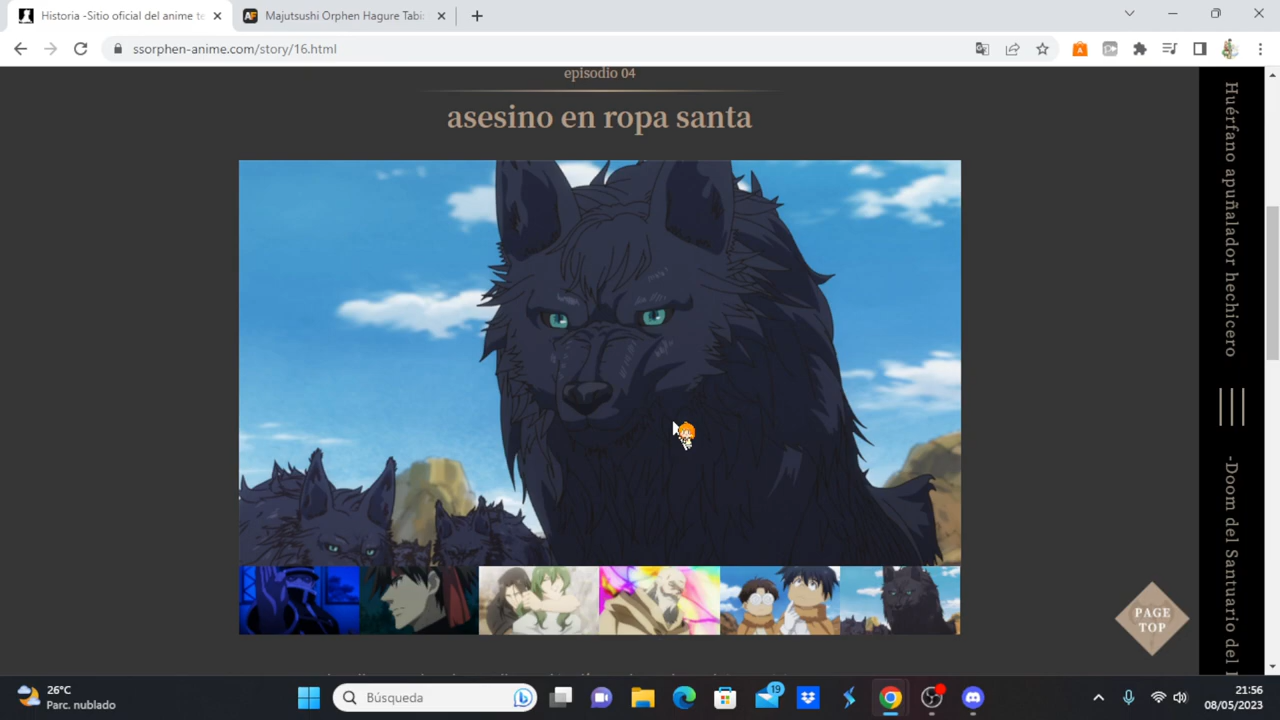 Historia -Sitio oficial del anime te
Majutsushi Orphen Hagure Tabi:
ssorphen-anime.com/story/16.html
episodio 04
asesino en ropa santa
Huérfano apuñalador hechicero
-Doom del Santuario del
PAGE
TOP
26°C
Parc. nublado
Búsqueda
19
21:56
08/05/2023